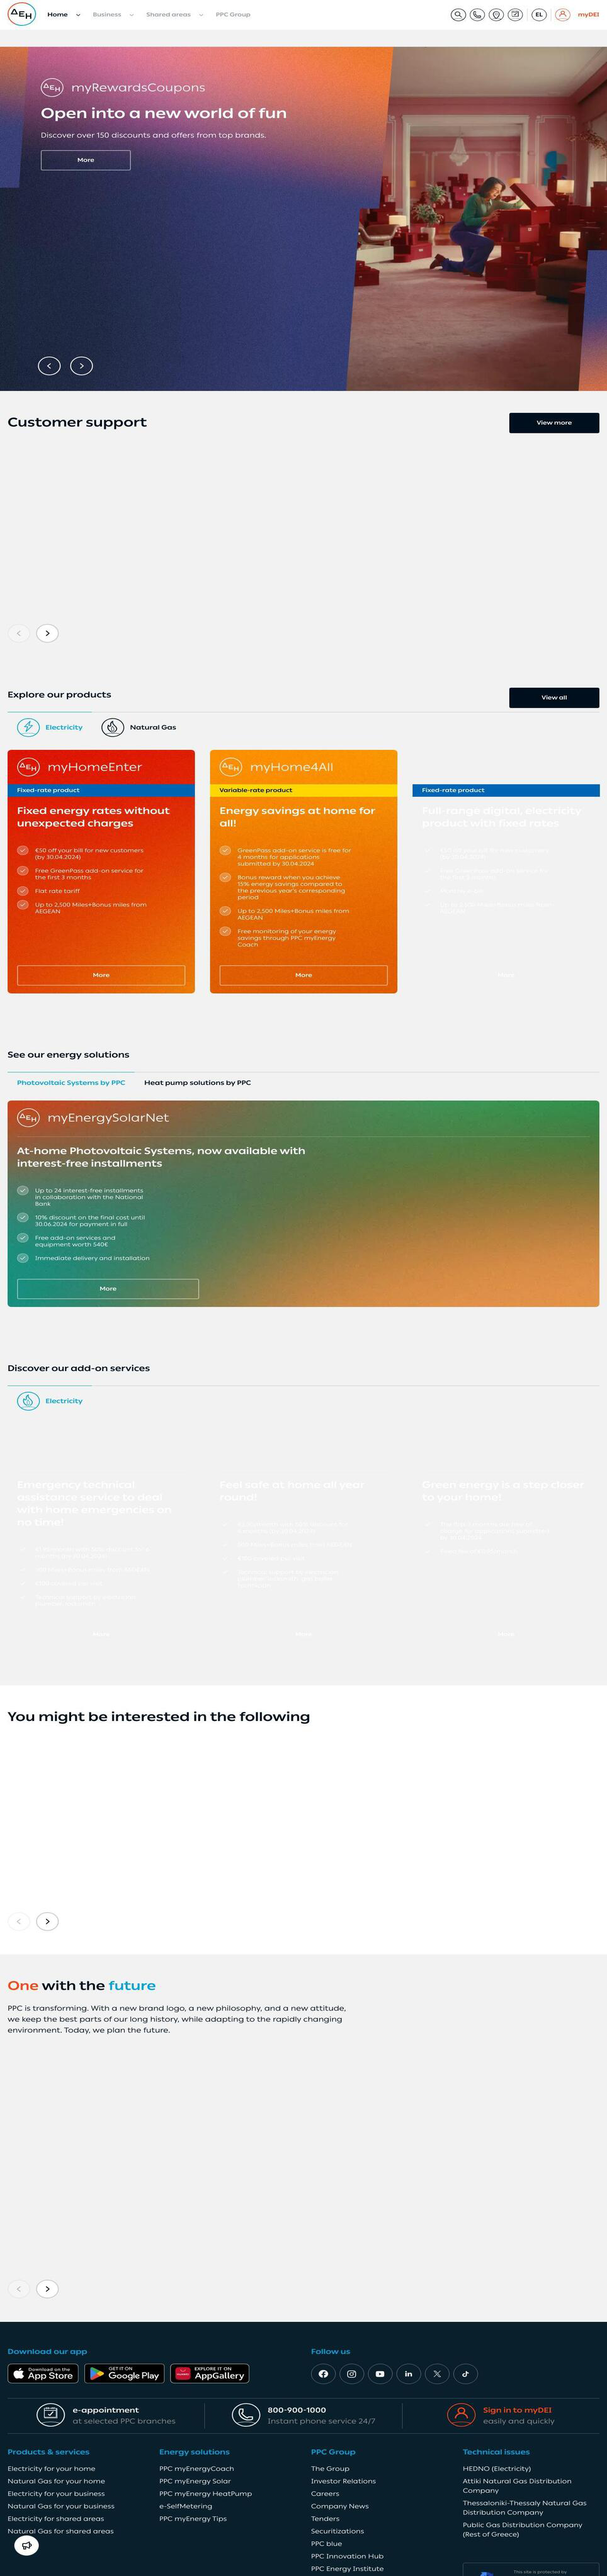 ΔEH
Home
Business
Shared areas
PPC Group
EL
myDEI
ΔEH myRewardsCoupons
Open into a new world of fun
Discover over 150 discounts and offers from top brands.
More
Customer support
View more
Explore our products
View all
Electricity
Natural Gas
ΔEH myHomeEnter
Fixed-rate product
Fixed energy rates without
unexpected charges
€50 off your bill for new customers
(by 30.04.2024)
Free GreenPass add-on service for
the first 3 months
Flat rate tariff
Up to 2,500 Miles+Bonus miles from
AEGEAN
More
ΔEH myHome4All
Variable-rate product
Energy savings at home for
all!
GreenPass add-on service is free for
4 months for applications
submitted by 30.04.2024
Bonus reward when you achieve
15% energy savings compared to
the previous year's corresponding
period
Up to 2,500 Miles+Bonus miles from
AEGEAN
Free monitoring of your energy
savings through PPC myEnergy
Coach
More
Fixed-rate product
Full-range digital, electricity
product with fixed rates
See our energy solutions
Photovoltaic Systems by PPC
Heat pump solutions by PPC
ΔEH myEnergySolarNet
At-home Photovoltaic Systems, now available with
interest-free installments
Up to 24 interest-free installments
in collaboration with the National
Bank
10% discount on the final cost until
30.06.2024 for payment in full
Free add-on services and
equipment worth 540€
Immediate delivery and installation
More
Discover our add-on services
Electricity
Emergency technical
assistance service to deal
with home emergencies an
no time!
Feel safe at home all year
round!
Green energy is a step closer
to your home!
You might be interested in the following
One with the future
PPC is transforming. With a new brand logo, a new philosophy, and a new attitude,
we keep the best parts of our long history, while adapting to the rapidly changing
environment. Today, we plan the future.
Download our app
Download on the
App Store
GET IT ON
Google Play
EXPLORE IT ON
AppGallery
Follow us
e-appointment
at selected PPC branches
800-900-1000
Instant phone service 24/7
Sign in to myDEI
easily and quickly
Products & services
Electricity for your home
Natural Gas for your home
Electricity for your business
Natural Gas for your business
Electricity for shared areas
Natural Gas for shared areas
Energy solutions
PPC myEnergyCoach
PPC myEnergy Solar
PPC myEnergy HeatPump
e-SelfMetering
PPC myEnergy Tips
PPC Group
The Group
Investor Relations
Careers
Company News
Tenders
Securitizations
PPC blue
PPC Innovation Hub
PPC Energy Institute
Technical issues
HEDNO (Electricity)
Attiki Natural Gas Distribution
Company
Thessaloniki-Thessaly Natural Gas
Distribution Company
Public Gas Distribution Company
(Rest of Greece)
This site is protected by